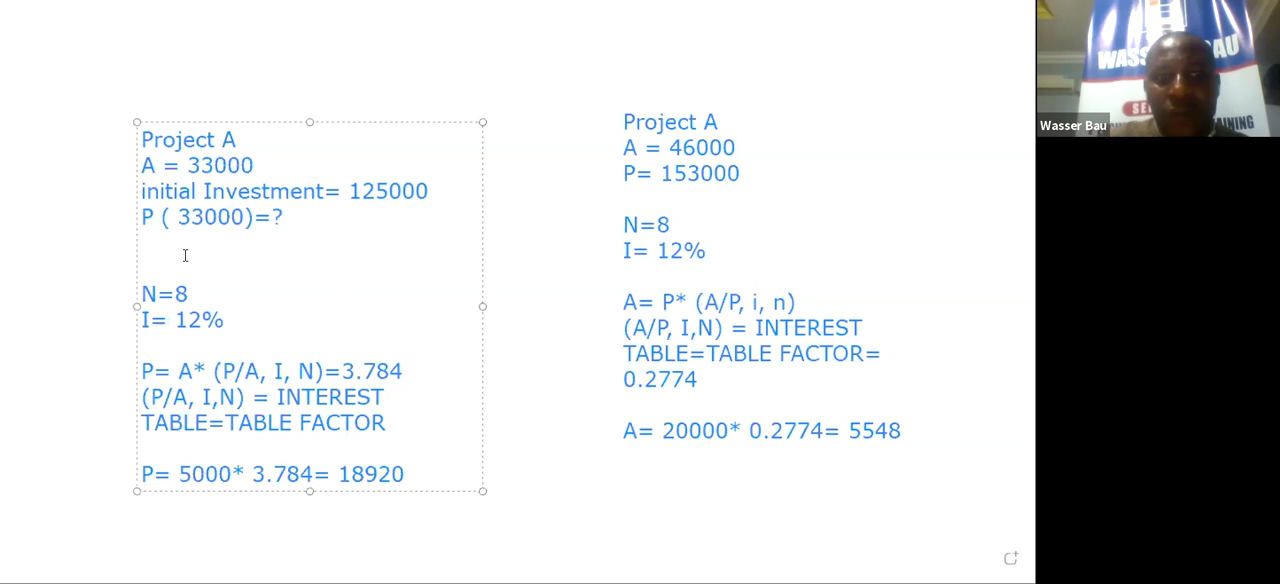 Project A
A = 33000
initial Investment= 125000
P ( 33000)=?
N=8
I= 12%
P= A* (P/A, I, N)=3.784
(P/A, I,N) = INTEREST
TABLE=TABLE FACTOR
P= 5000* 3.784= 18920
Project A
A = 46000
P= 153000
N=8
I= 12%
A= P* (A/P, i, n)
(A/P, I,N) = INTEREST
TABLE=TABLE FACTOR=
0.2774
A= 20000* 0.2774= 5548
Wasser Bau